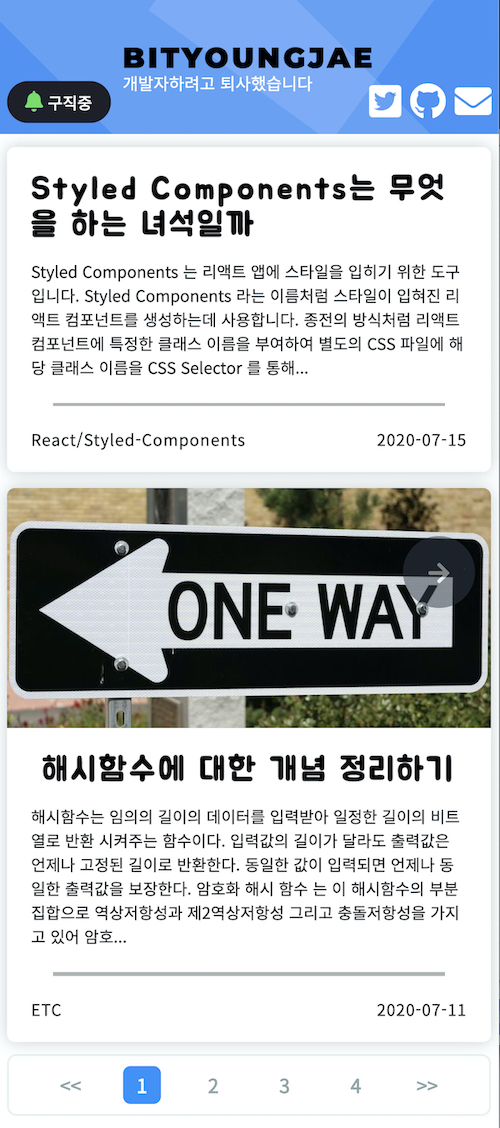 BITYOUNGJAE
개발자하려고 퇴사했습니다
구직중
Styled Components는 무엇
을 하는 녀석일까
Styled Components 는 리액트 앱에 스타일을 입히기 위한 도구
입니다. Styled Components 라는 이름처럼 스타일이 입혀진 리
액트 컴포넌트를 생성하는데 사용합니다. 종전의 방식처럼 리액트
컴포넌트에 특정한 클래스 이름을 부여하여 별도의 CSS 파일에 해
당 클래스 이름을 CSS Selector 를 통해...
React/Styled-Components 2020-07-15
ONE WAY
해시함수에 대한 개념 정리하기
해시함수는 임의의 길이의 데이터를 입력받아 일정한 길이의 비트
열로 반환 시켜주는 함수이다. 입력값의 길이가 달라도 출력값은
언제나 고정된 길이로 반환한다. 동일한 값이 입력되면 언제나 동
일한 출력값을 보장한다. 암호화 해시 함수 는 이 해시함수의 부분
집합으로 역상저항성과 제2역상저항성 그리고 충돌저항성을 가지
고 있어 암호...
ETC 2020-07-11
<< 1 2 3 4 >>